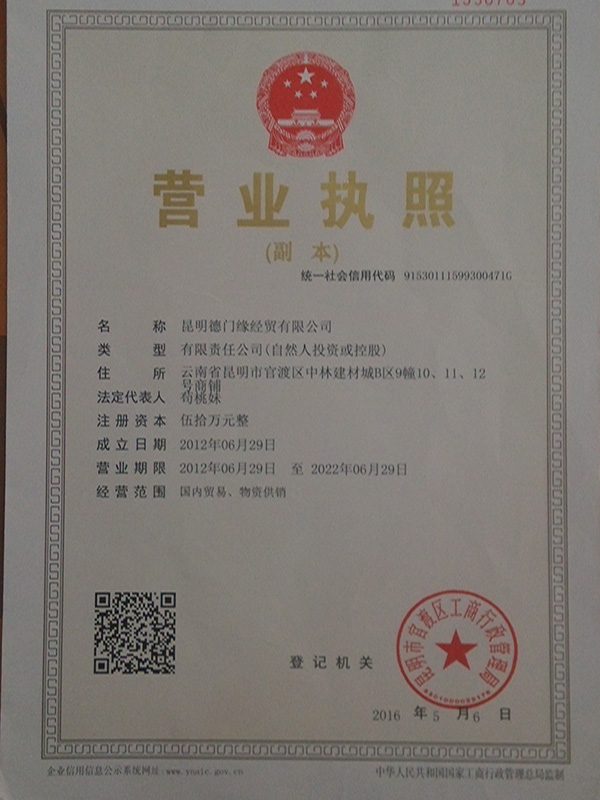 1550705
营业执照
(副 本)
统一社会信用代码 91530111599300471G
名 称 昆明德门缘经贸有限公司
类 型 有限责任公司(自然人投资或控股)
住 所 云南省昆明市官渡区中林建材城B区9幢10、11、12
号商铺
法定代表人 苟桃妹
注册资本 伍拾万元整
成立日期 2012年06月29日
营业期限 2012年06月29日 至 2022年06月29日
经营范围 国内贸易、物资供销
昆明市官渡区工商行政管理局
登记机关
2016 年 5 月 6 日
企业信用信息公示系统网址: www.ynaic.gov.cn
中华人民共和国国家工商行政管理总局监制